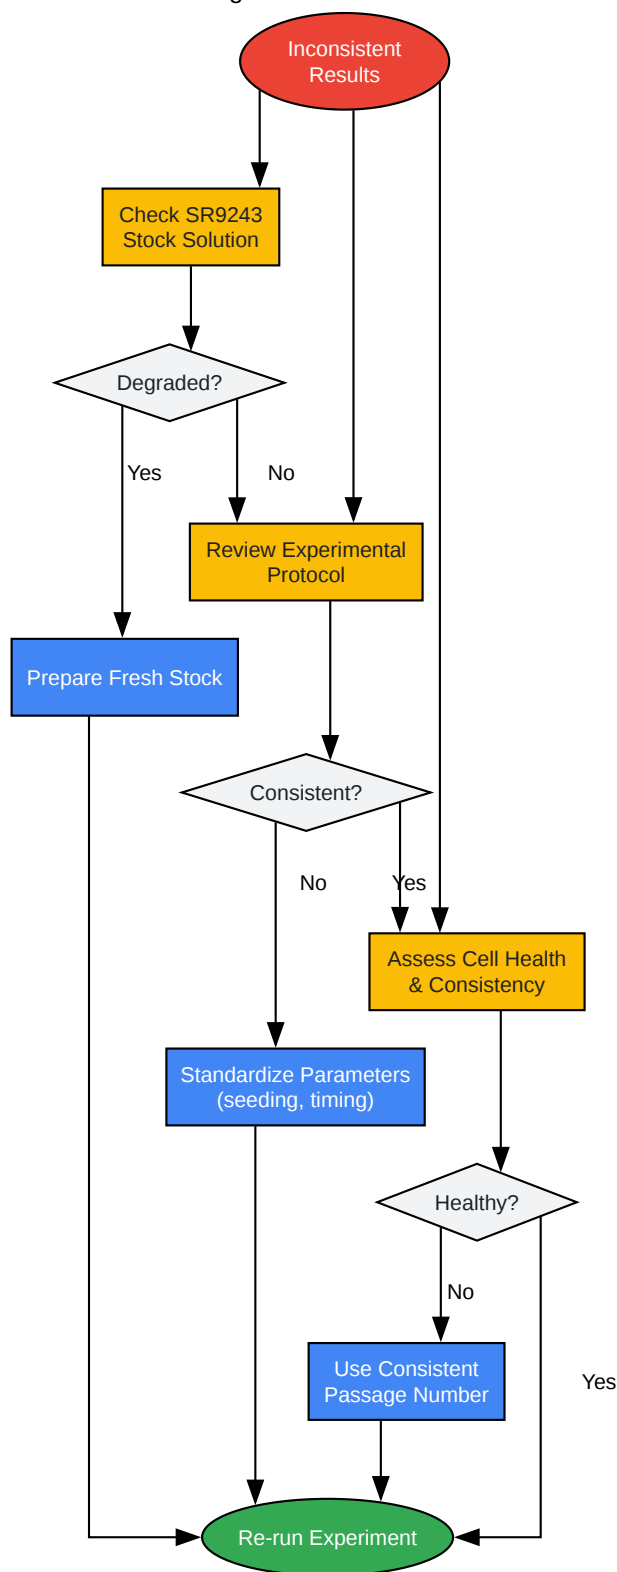 Inconsistent
Results
Check SR9243
Stock Solution
Degraded?
Yes
No
Review Experimental
Protocol
Prepare Fresh Stock
Consistent?
No
Yes
Assess Cell Health
& Consistency
Standardize Parameters
(seeding, timing)
Healthy?
No
Use Consistent
Passage Number
Yes
Re-run Experiment